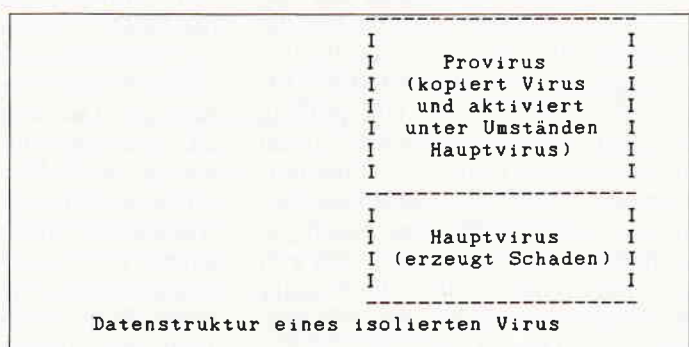 Provirus
(kopiert Virus
und aktiviert
unter Umständen
Hauptvirus)
Hauptvirus
(erzeugt Schaden)
Datenstruktur eines isolierten Virus